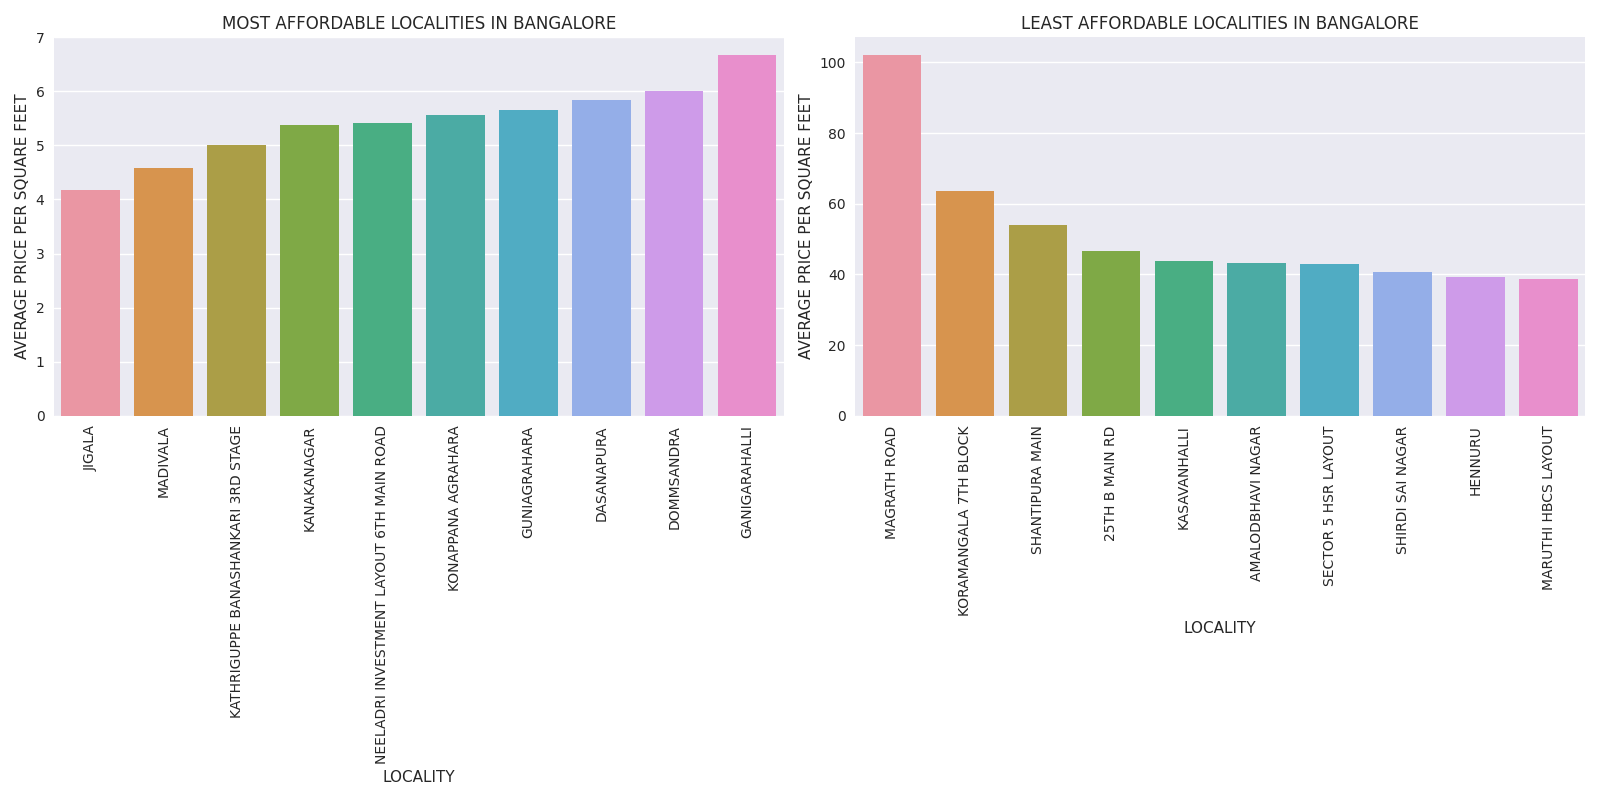 MOST AFFORDABLE LOCALITIES IN BANGALORE
AVERAGE PRICE PER SQUARE FEET
7
6
5
4
3
2
1
0
JIGALA
MADIVALA
KATHRIGUPPE BANASHANKARI 3RD STAGE
KANAKANAGAR
NEELADRI INVESTMENT LAYOUT 6TH MAIN ROAD
KONAPPANA AGRAHARA
GUNIAGRAHARA
DASANAPURA
DOMMSANDRA
GANIGARAHALLI
LOCALITY
LEAST AFFORDABLE LOCALITIES IN BANGALORE
AVERAGE PRICE PER SQUARE FEET
100
80
60
40
20
0
MAGRATH ROAD
KORAMANGALA 7TH BLOCK
SHANTIPURA MAIN
25TH B MAIN RD
KASAVANHALLI
AMALODBHAVI NAGAR
SECTOR 5 HSR LAYOUT
SHIRDI SAI NAGAR
HENNURU
MARUTHI HBCS LAYOUT
LOCALITY